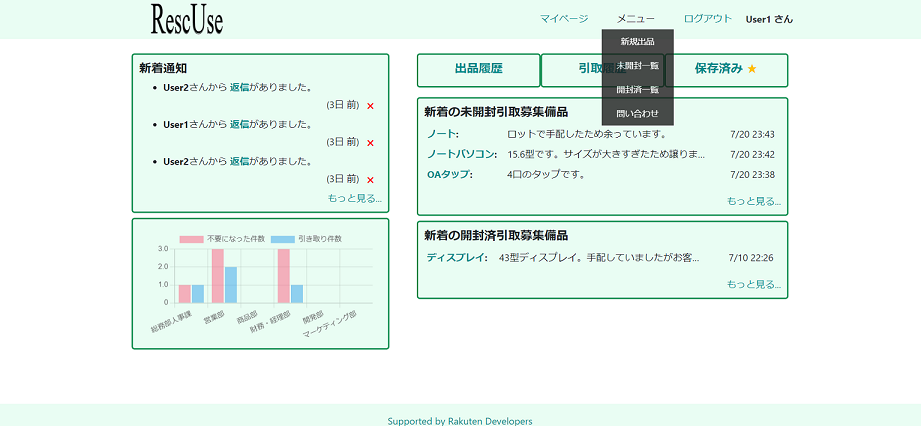 RescUse
マイページ メニュー ログアウト User1 さん
新規出品
未開封一覧
開封済一覧
問い合わせ
新着通知
User2さんから 返信がありました。
(3日 前) ×
User1さんから 返信がありました。
(3日 前) ×
User2さんから 返信がありました。
(3日 前) ×
もっと見る...
不要になった件数 引き取り件数
3.0
2.0
1.0
0
総務部人事課 営業部 商品部 財務・経理部 開発部 マーケティング部
出品履歴 引取履歴 保存済み ★
新着の未開封引取募集備品
ノート: ロットで手配したため余っています。 7/20 23:43
ノートパソコン: 15.6型です。サイズが大きすぎたため譲りま... 7/20 23:42
OAタップ: 4口のタップです。 7/20 23:38
もっと見る...
新着の開封済引取募集備品
ディスプレイ: 43型ディスプレイ。手配していましたがお客... 7/10 22:26
もっと見る...
Supported by Rakuten Developers